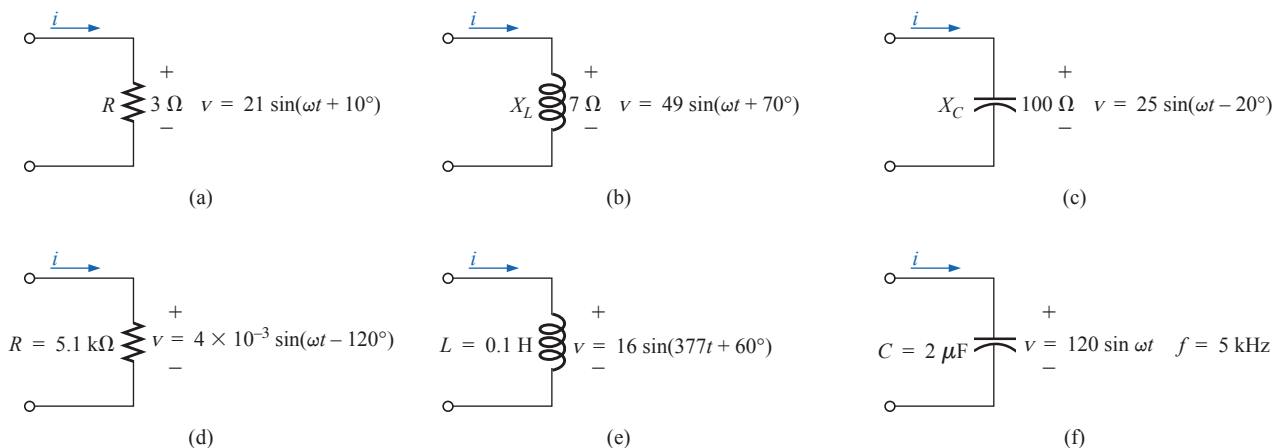 i i i
+ + +
R 3 Ω v = 21 sin(ωt + 10°) X_L 7 Ω v = 49 sin(ωt + 70°) X_C 100 Ω v = 25 sin(ωt – 20°)
– – –
(a) (b) (c)
i i i
+ + +
R = 5.1 kΩ v = 4 × 10⁻³ sin(ωt – 120°) L = 0.1 H v = 16 sin(377t + 60°) C = 2 μF v = 120 sin ωt f = 5 kHz
– – –
(d) (e) (f)